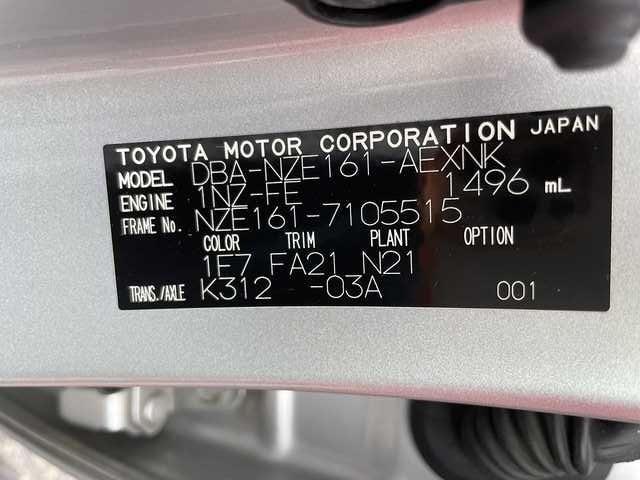 TOYOTA MOTOR CORPORATION JAPAN
MODEL DBA-NZE161-AEXNK
ENGINE 1NZ-FE 1496 mL
FRAME No. NZE161-7105515
COLOR TRIM PLANT OPTION
1F7 FA21 N21
TRANS./AXLE K312 -03A 001